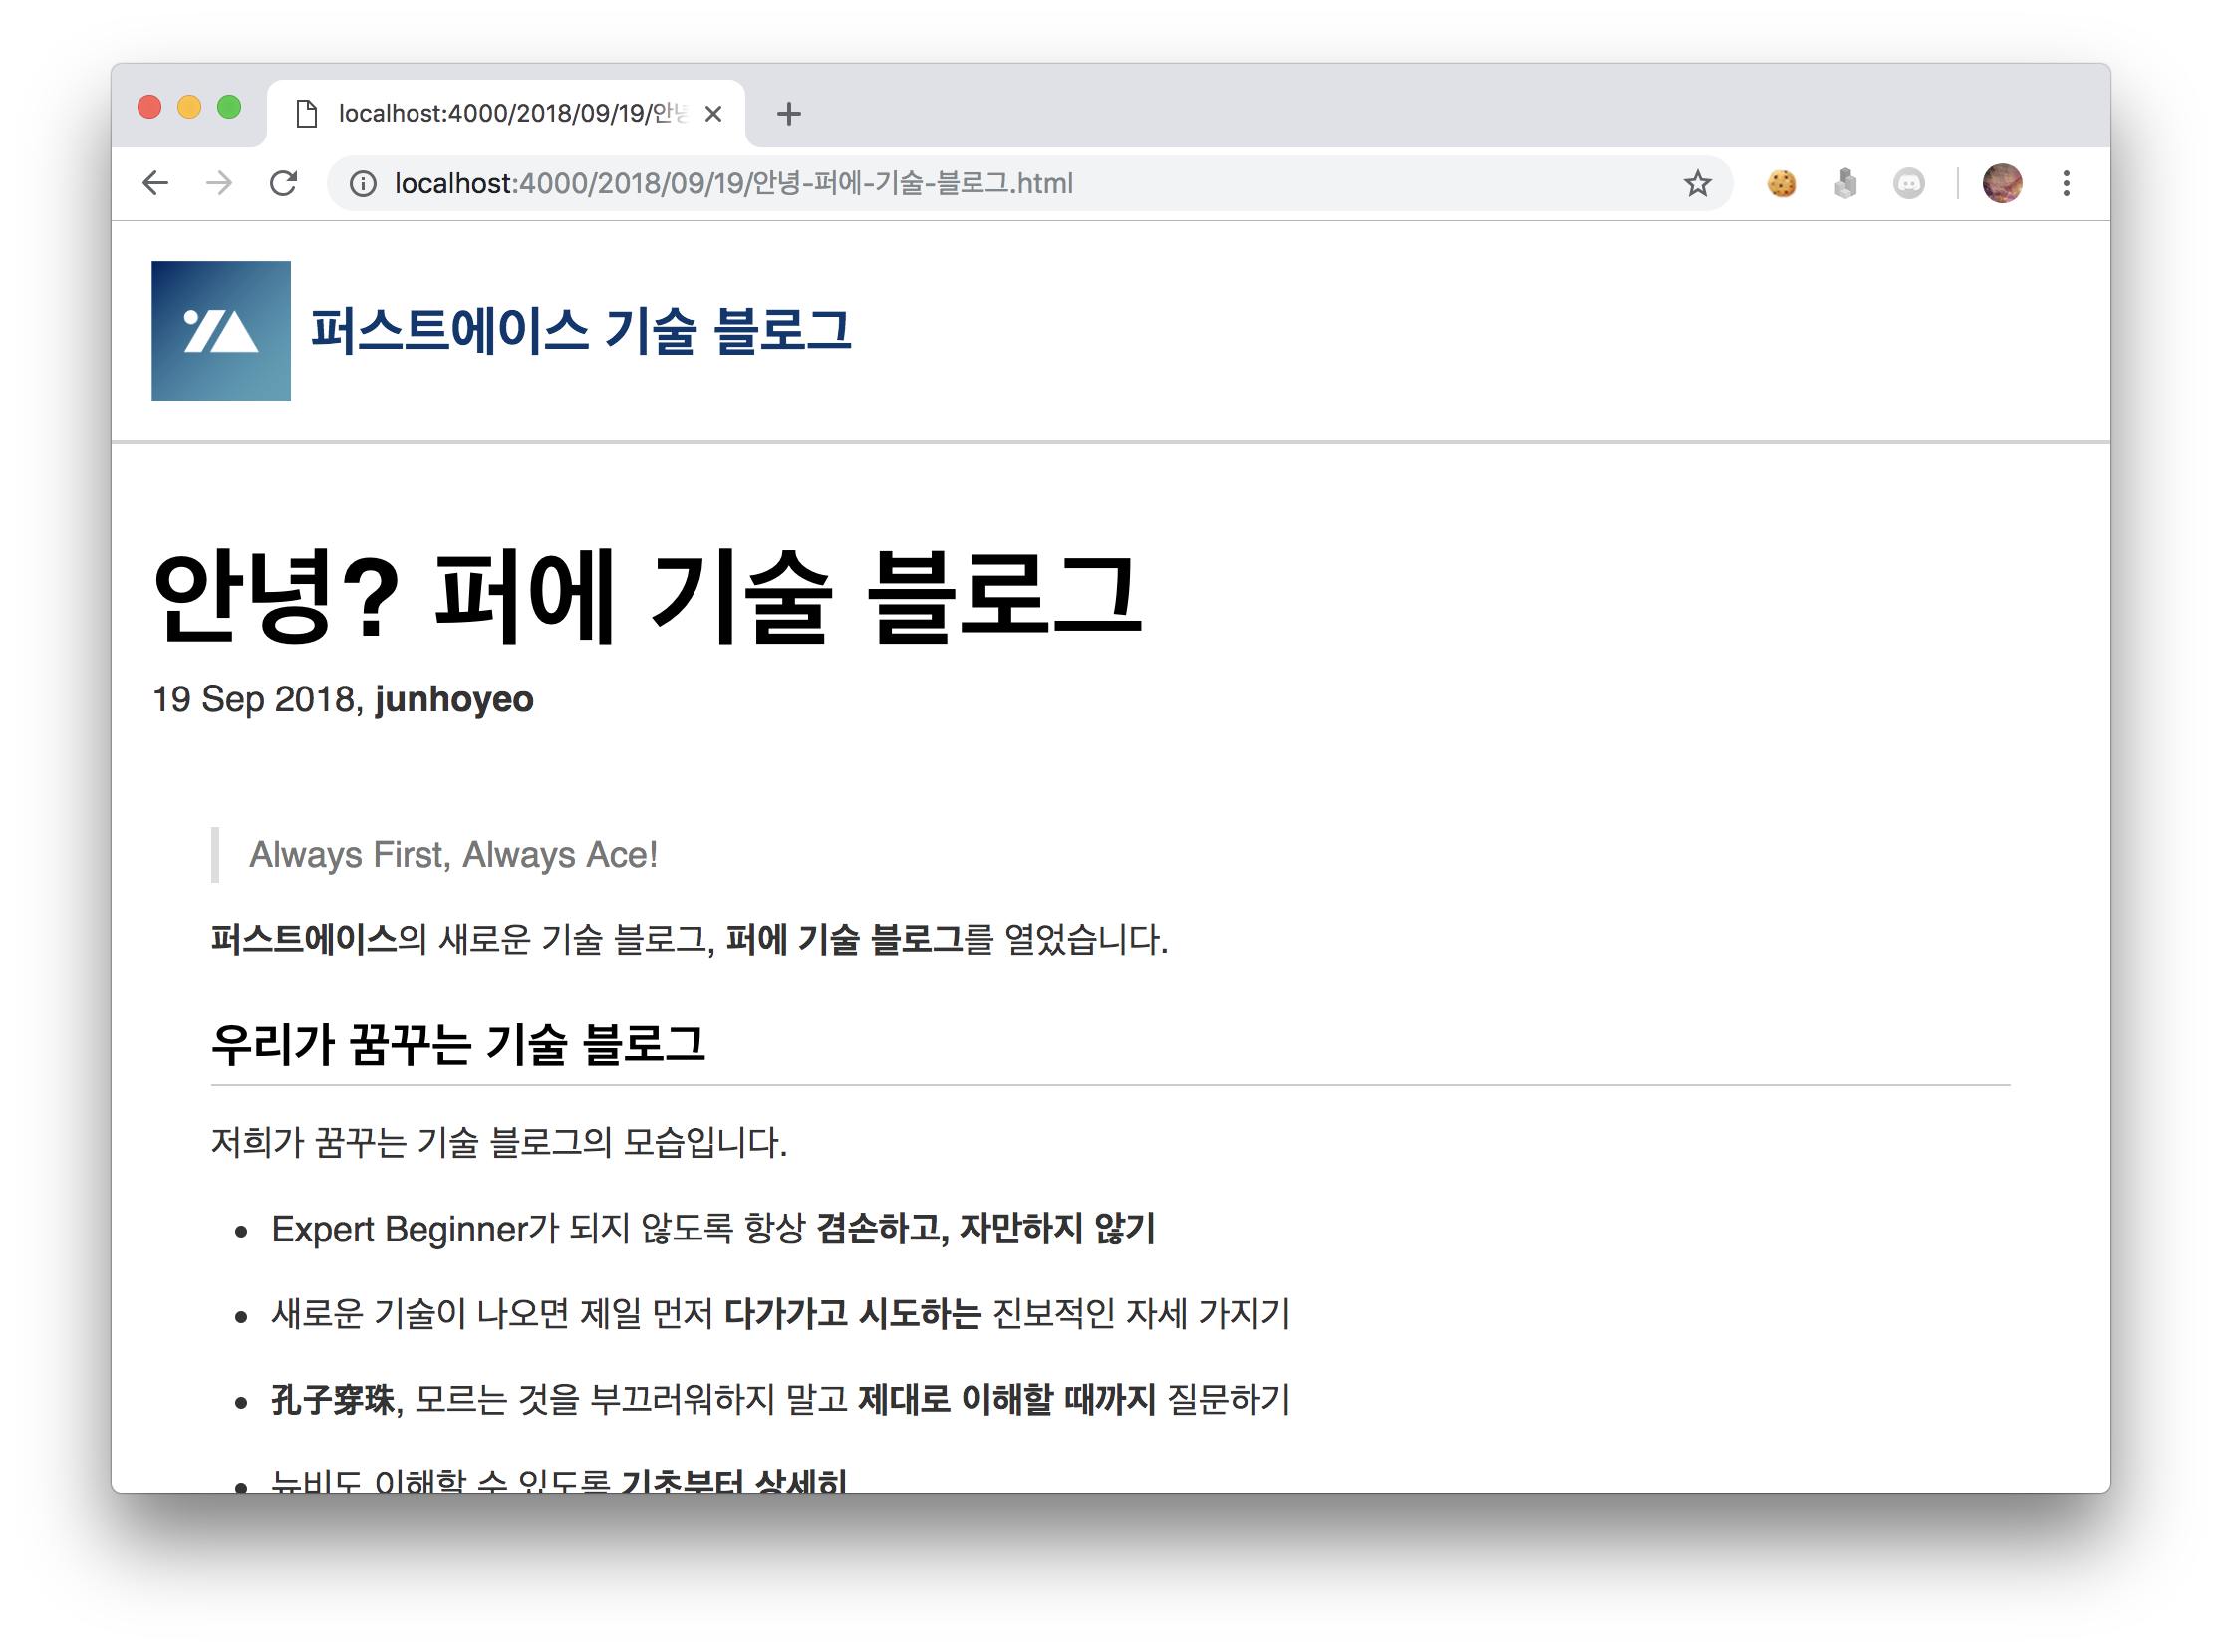 localhost:4000/2018/09/19/안녕
localhost:4000/2018/09/19/안녕-퍼에-기술-블로그.html
퍼스트에이스 기술 블로그
안녕? 퍼에 기술 블로그
19 Sep 2018, junhoyeo
Always First, Always Ace!
퍼스트에이스의 새로운 기술 블로그, 퍼에 기술 블로그를 열었습니다.
우리가 꿈꾸는 기술 블로그
저희가 꿈꾸는 기술 블로그의 모습입니다.
• Expert Beginner가 되지 않도록 항상 겸손하고, 자만하지 않기
• 새로운 기술이 나오면 제일 먼저 다가가고 시도하는 진보적인 자세 가지기
• 孔子穿珠, 모르는 것을 부끄러워하지 말고 제대로 이해할 때까지 질문하기
• 뉴비도 이해할 수 있도록 기초부터 상세히